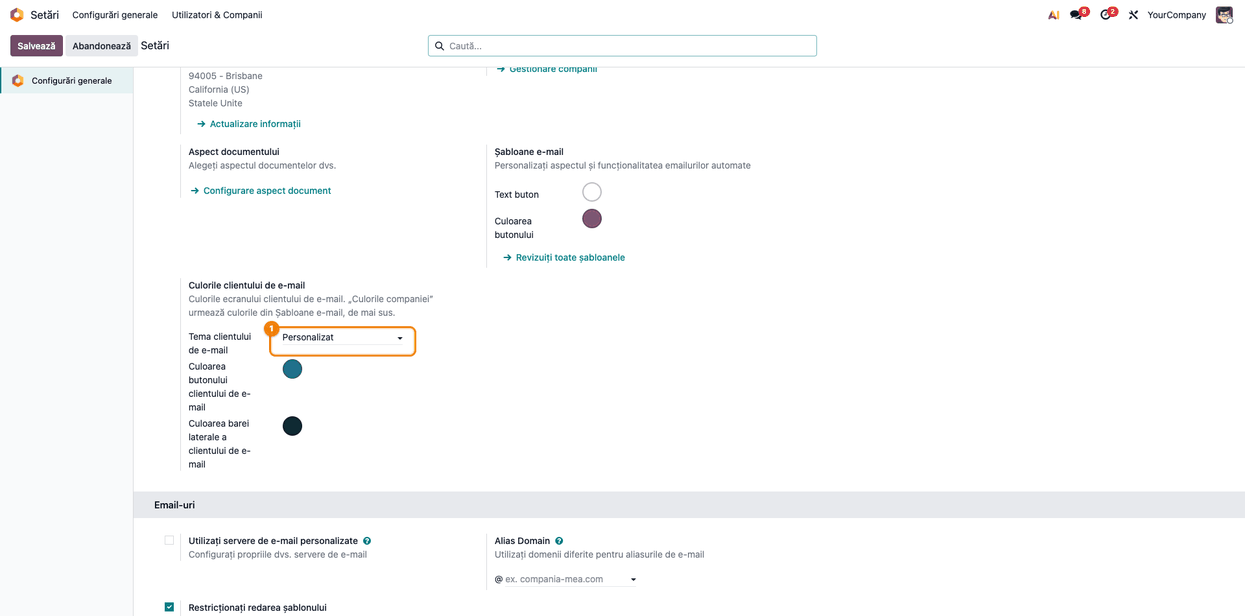 Setări Configurări generale Utilizatori & Companii
AI 8 2 YourCompany
Salvează Abandonează Setări
Caută...
Configurări generale
94005 - Brisbane
California (US)
Statele Unite
Actualizare informații
Gestionare companii
Aspect documentului
Alegeți aspectul documentelor dvs.
Configurare aspect document
Șabloane e-mail
Personalizați aspectul și funcționalitatea emailurilor automate
Text buton
Culoarea
butonului
Revizuiți toate șabloanele
Culorile clientului de e-mail
Culorile ecranului clientului de e-mail. „Culorile companiei”
urmează culorile din Șabloane e-mail, de mai sus.
Tema clientului
de e-mail
1
Personalizat
Culoarea
butonului
clientului de e-
mail
Culoarea barei
laterale a
clientului de e-
mail
Email-uri
Utilizați servere de e-mail personalizate ?
Configurați propriile dvs. servere de e-mail
Alias Domain ?
Utilizați domenii diferite pentru aliasurile de e-mail
@ ex. compania-mea.com
Restricționați redarea șablonului